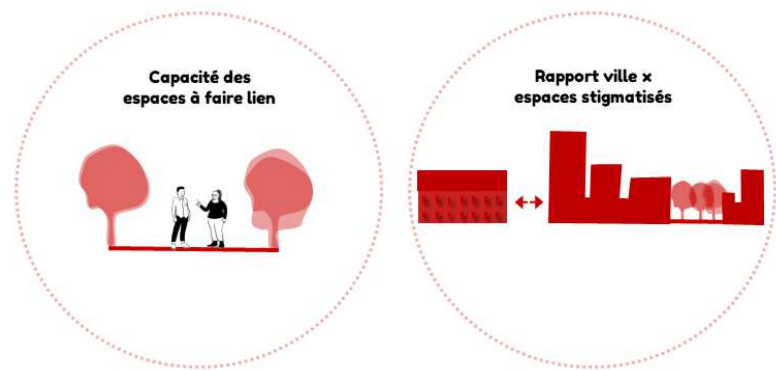 Capacité des
espaces à faire lien
Rapport ville x
espaces stigmatisés